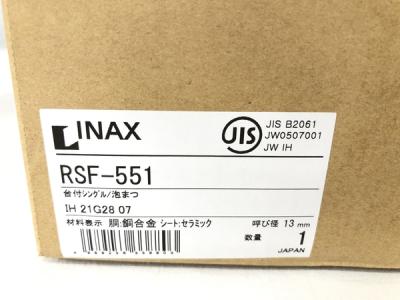 INAX
JIS
JIS B2061
JW0507001
JW IH
RSF-551
台付シングル/泡まつ
IH 21G28 07
材料表示 胴:銅合金 シート:セラミック
呼び径 13 mm
数量 1
JAPAN